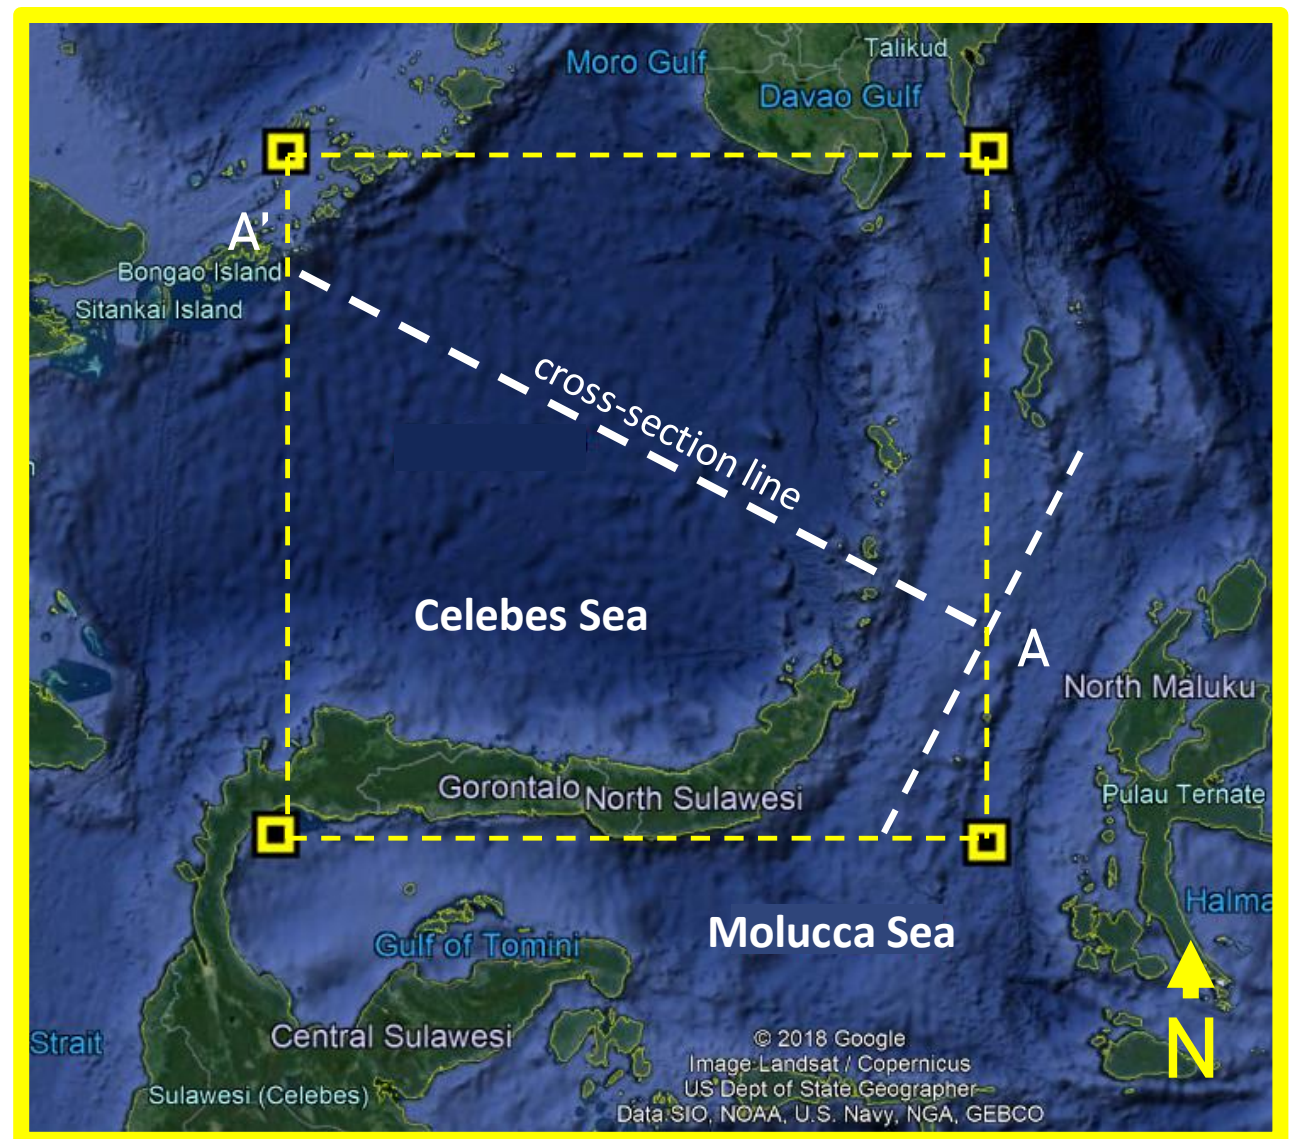 Moro Gulf
Talikud
Davao Gulf
A'
Bongao Island
Sitankai Island
cross-section line
Celebes Sea
A
North Maluku
Gorontalo
North Sulawesi
Pulau Ternate
Halma
Molucca Sea
Gulf of Tomini
N
Strait
Central Sulawesi
Sulawesi (Celebes)
© 2018 Google
Image Landsat / Copernicus
US Dept of State Geographer
Data SIO, NOAA, U.S. Navy, NGA, GEBCO